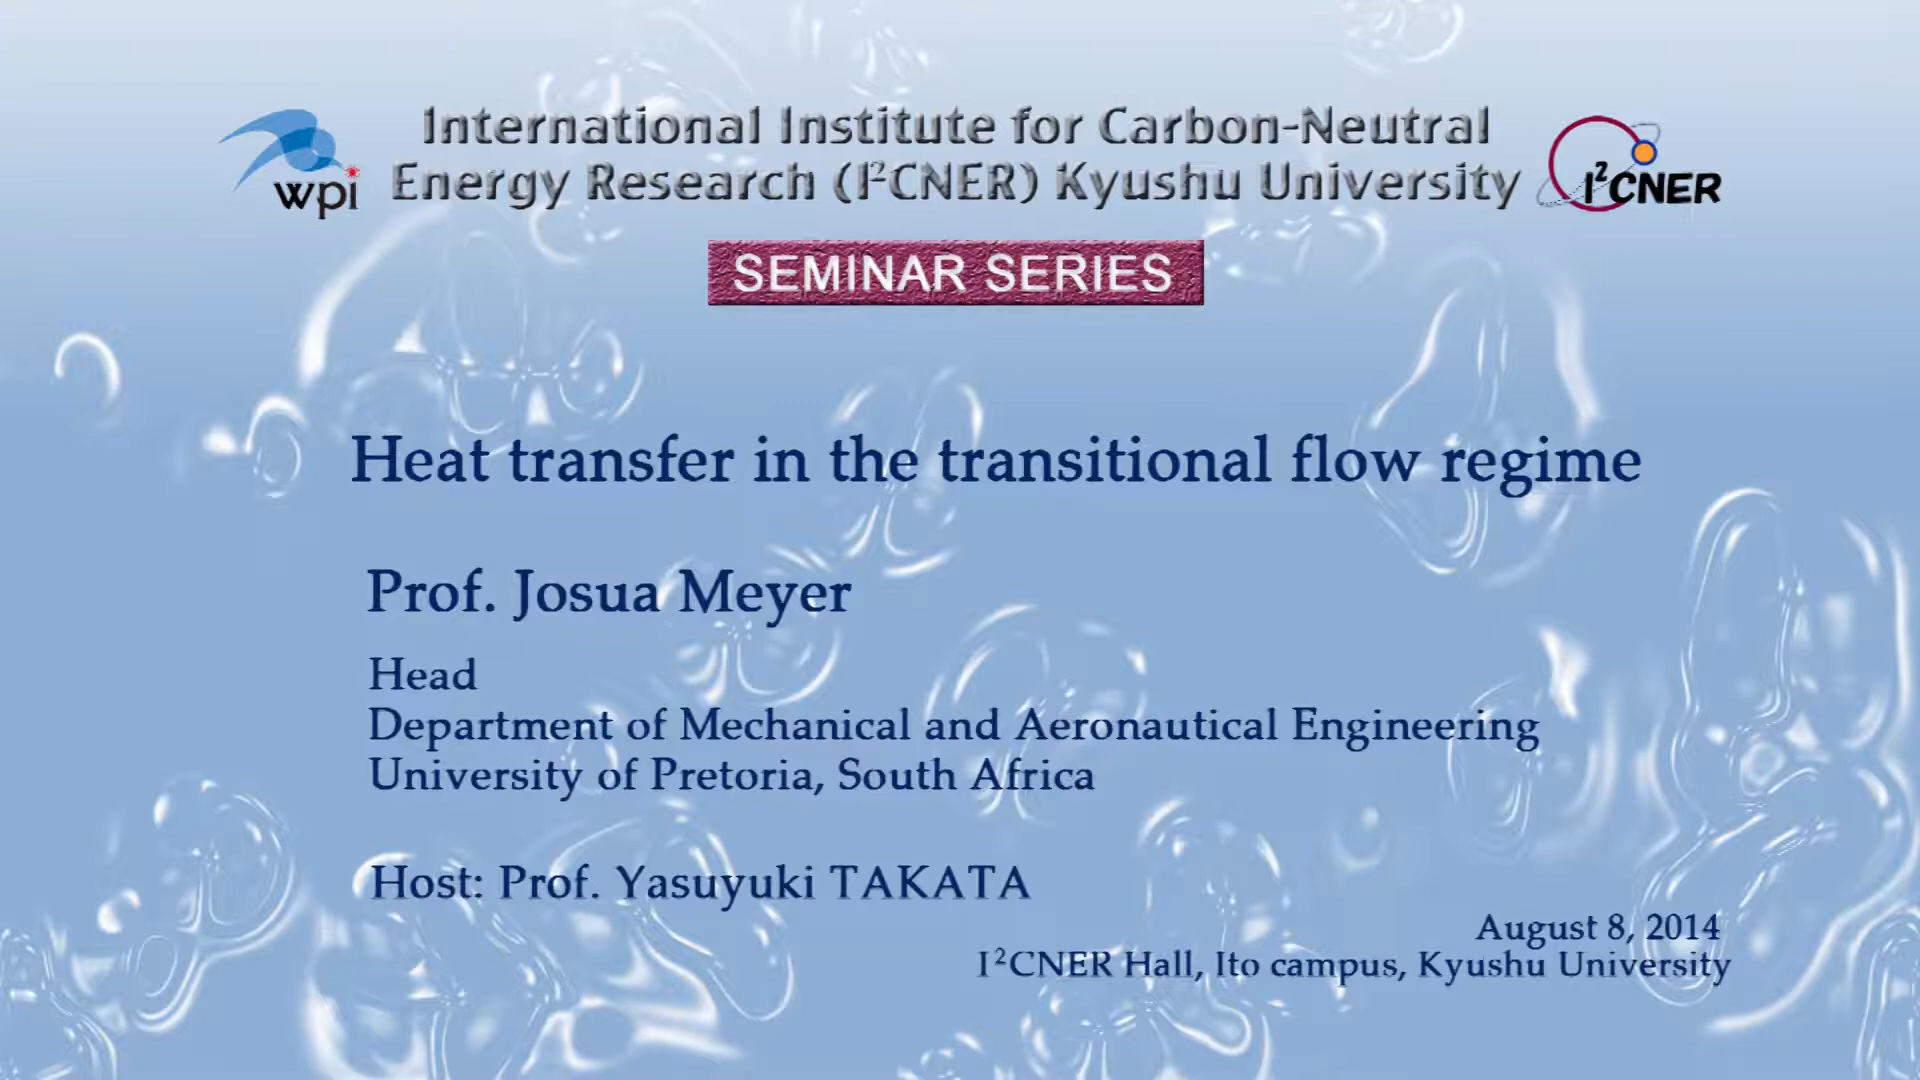 wpi
International Institute for Carbon-Neutral
Energy Research (I²CNER) Kyushu University
I²CNER
SEMINAR SERIES
Heat transfer in the transitional flow regime
Prof. Josua Meyer
Head
Department of Mechanical and Aeronautical Engineering
University of Pretoria, South Africa
Host: Prof. Yasuyuki TAKATA
August 8, 2014
I²CNER Hall, Ito campus, Kyushu University